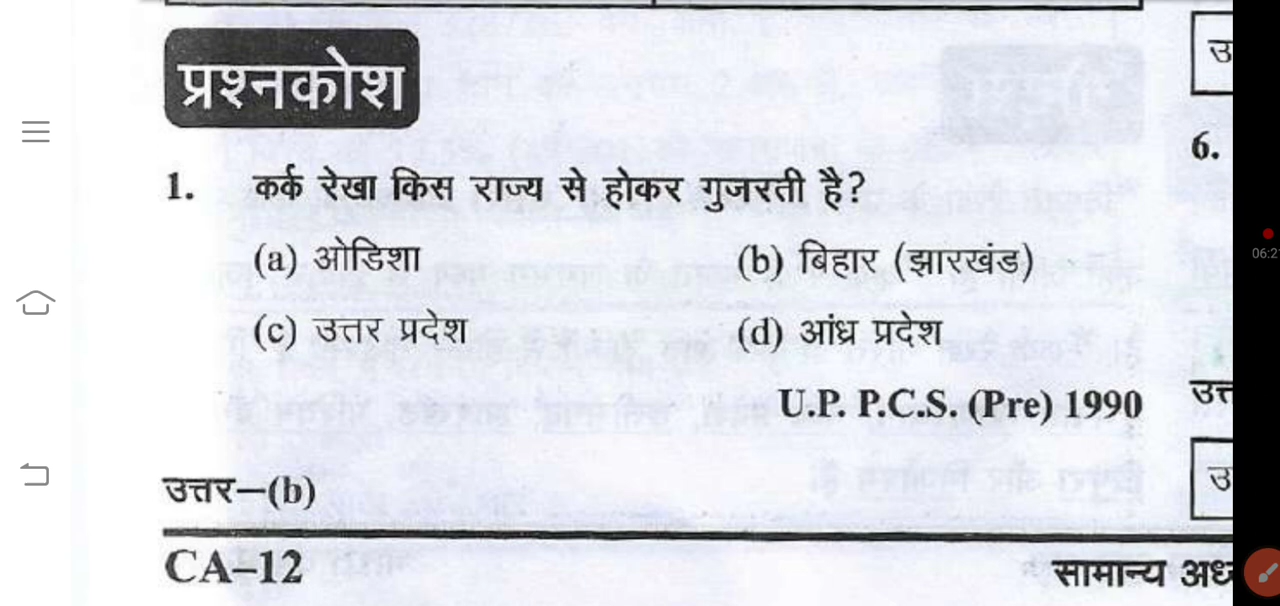 प्रश्नकोश
1. कर्क रेखा किस राज्य से होकर गुजरती है?
(a) ओडिशा (b) बिहार (झारखंड)
(c) उत्तर प्रदेश (d) आंध्र प्रदेश
U.P. P.C.S. (Pre) 1990
उत्तर–(b)
CA–12
सामान्य
6.